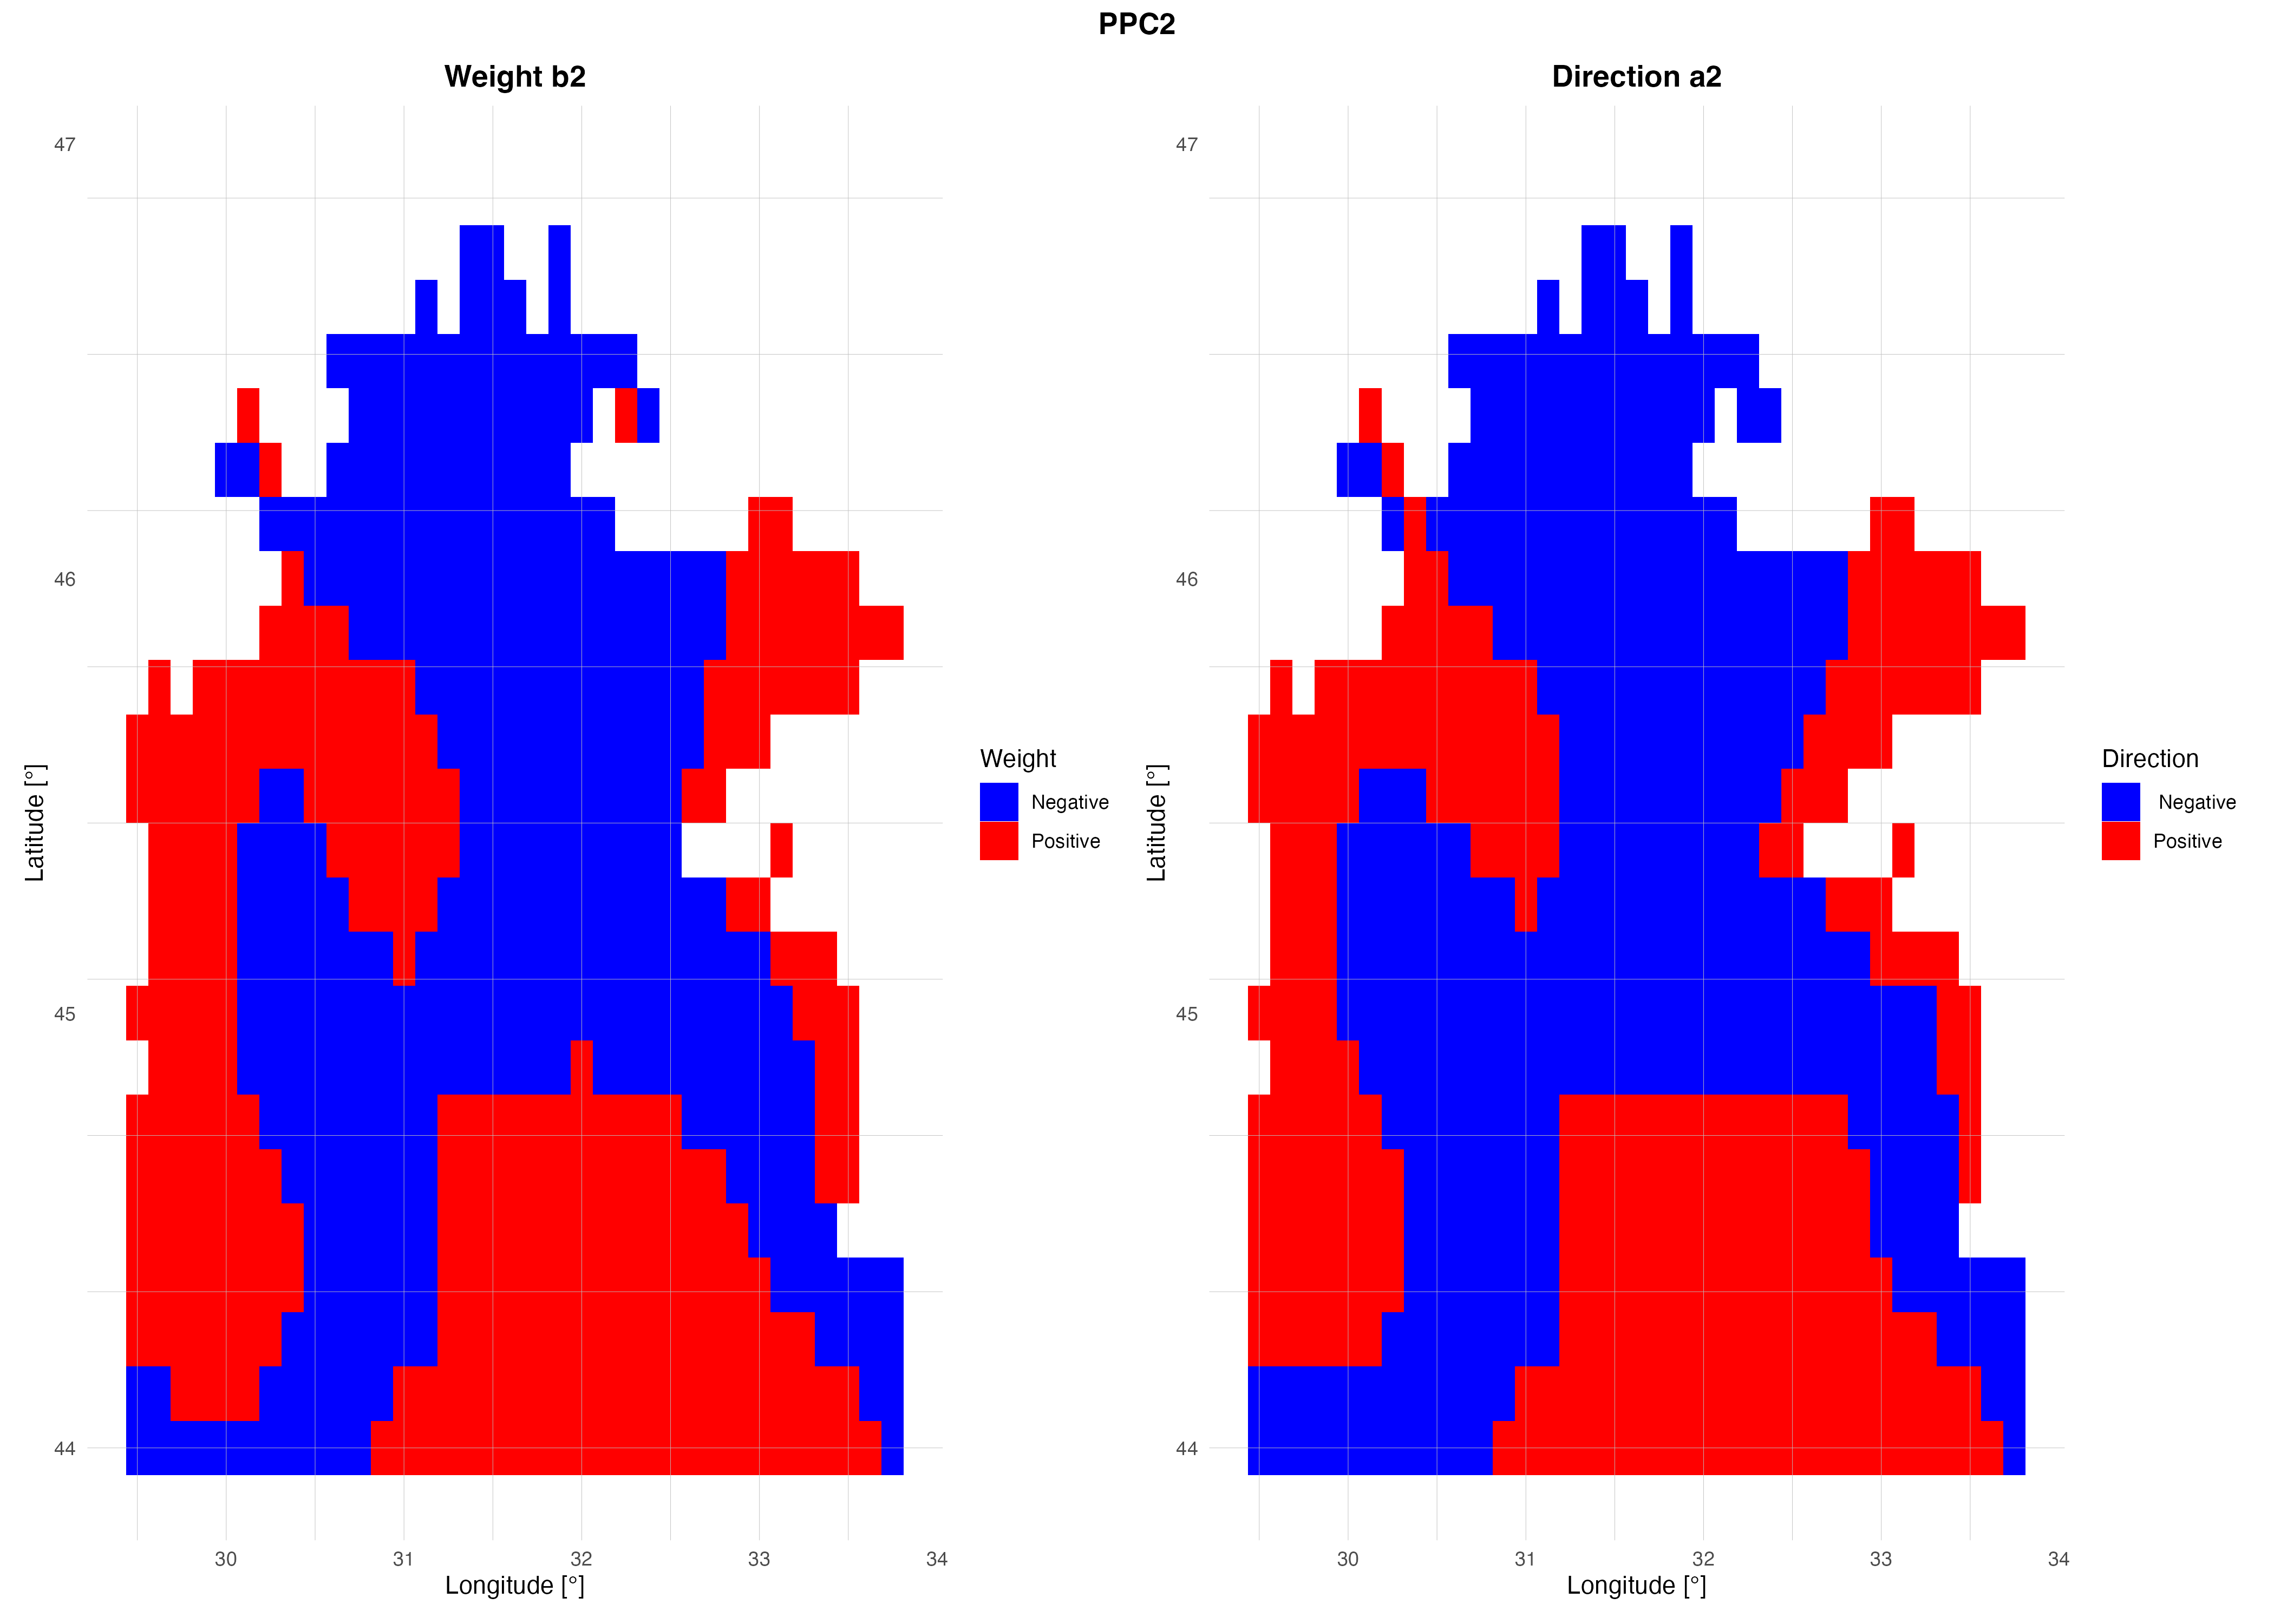 PPC2
Weight b2
47
46
45
44
30 31 32 33 34
Longitude [°]
Latitude [°]
Weight
Negative
Positive
Direction a2
47
46
45
44
30 31 32 33 34
Longitude [°]
Latitude [°]
Direction
Negative
Positive